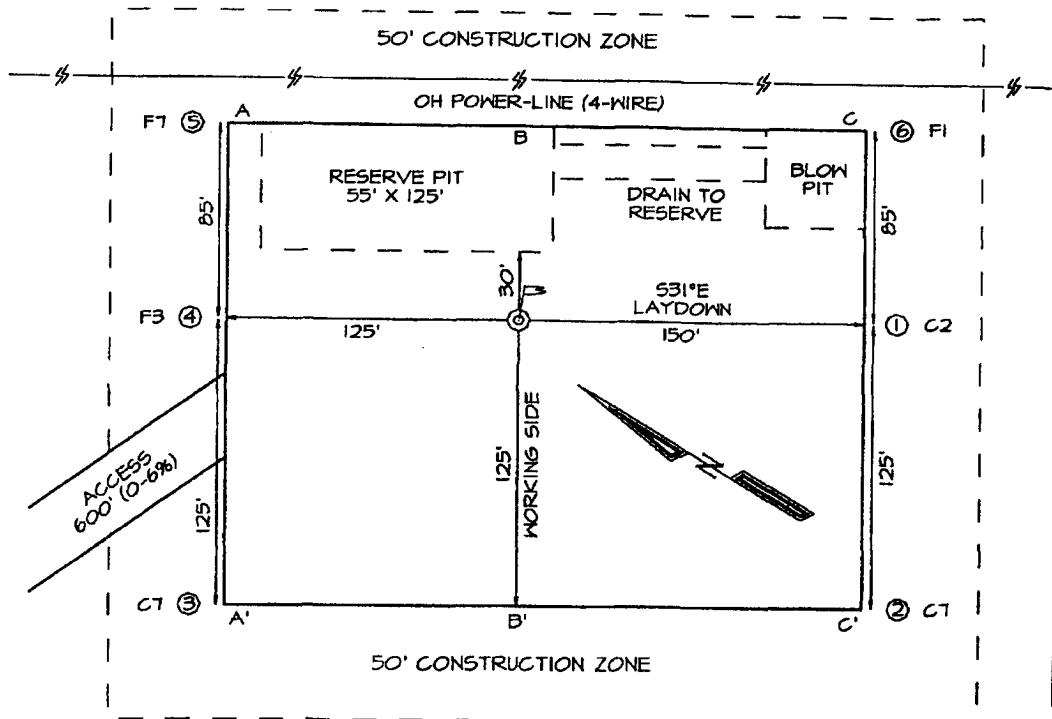 50' CONSTRUCTION ZONE
OH POWER-LINE (4-WIRE)
F7 ⑤
A
B
C
⑥ F1
RESERVE PIT
55' X 125'
DRAIN TO
RESERVE
BLOW
PIT
85'
85'
30'
S31°E
LAYDOWN
F3 ④
125'
150'
① C2
ACCESS
600' (0-6%)
125'
125'
WORKING SIDE
N
125'
C7 ③
A'
B'
C'
② C7
50' CONSTRUCTION ZONE